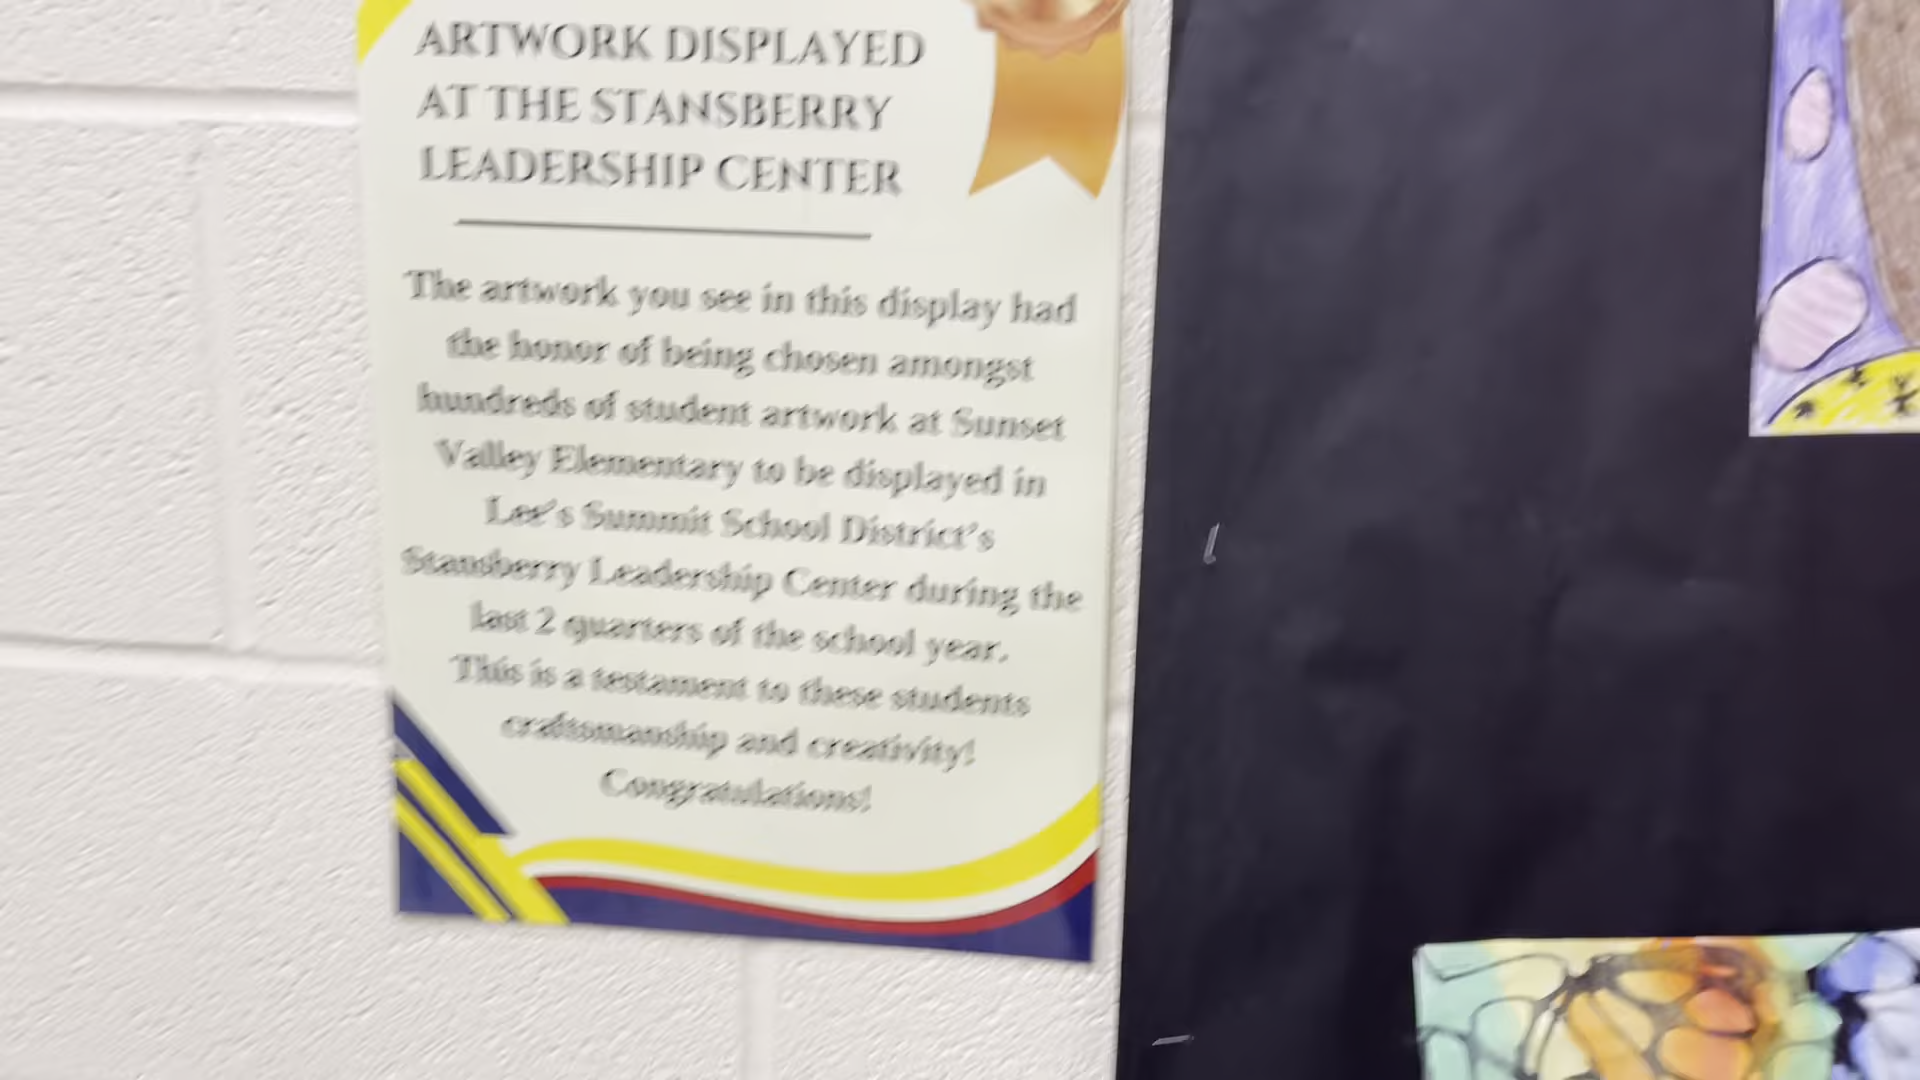 ARTWORK DISPLAYED
AT THE STANSBERRY
LEADERSHIP CENTER
The artwork you see in this display had
the honor of being chosen amongst
hundreds of student artwork at Sunset
Valley Elementary to be displayed in
Lee's Summit School District's
Stansberry Leadership Center during the
last 2 quarters of the school year.
This is a testament to these students
craftsmanship and creativity!
Congratulations!